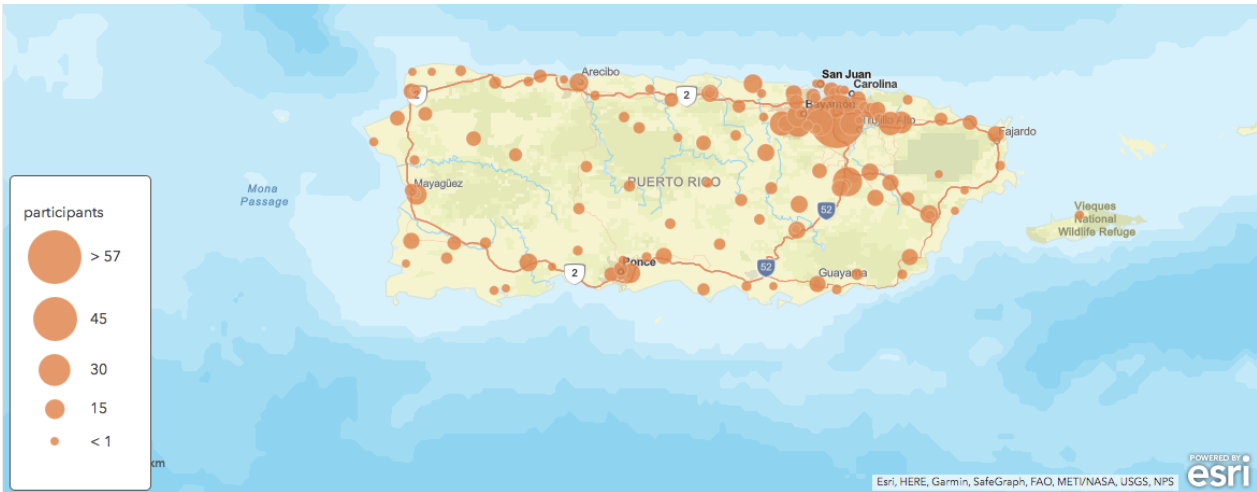 San Juan
Arecibo
Carolina
2
2
Bayamón
Trujillo Alto
Fajardo
Mona
Passage
Mayagüez
PUERTO RICO
participants
52
Vieques
National
Wildlife Refuge
> 57
Ponce
52
2
Guayama
45
30
15
< 1
km
POWERED BY
esri
Esri, HERE, Garmin, SafeGraph, FAO, METI/NASA, USGS, NPS